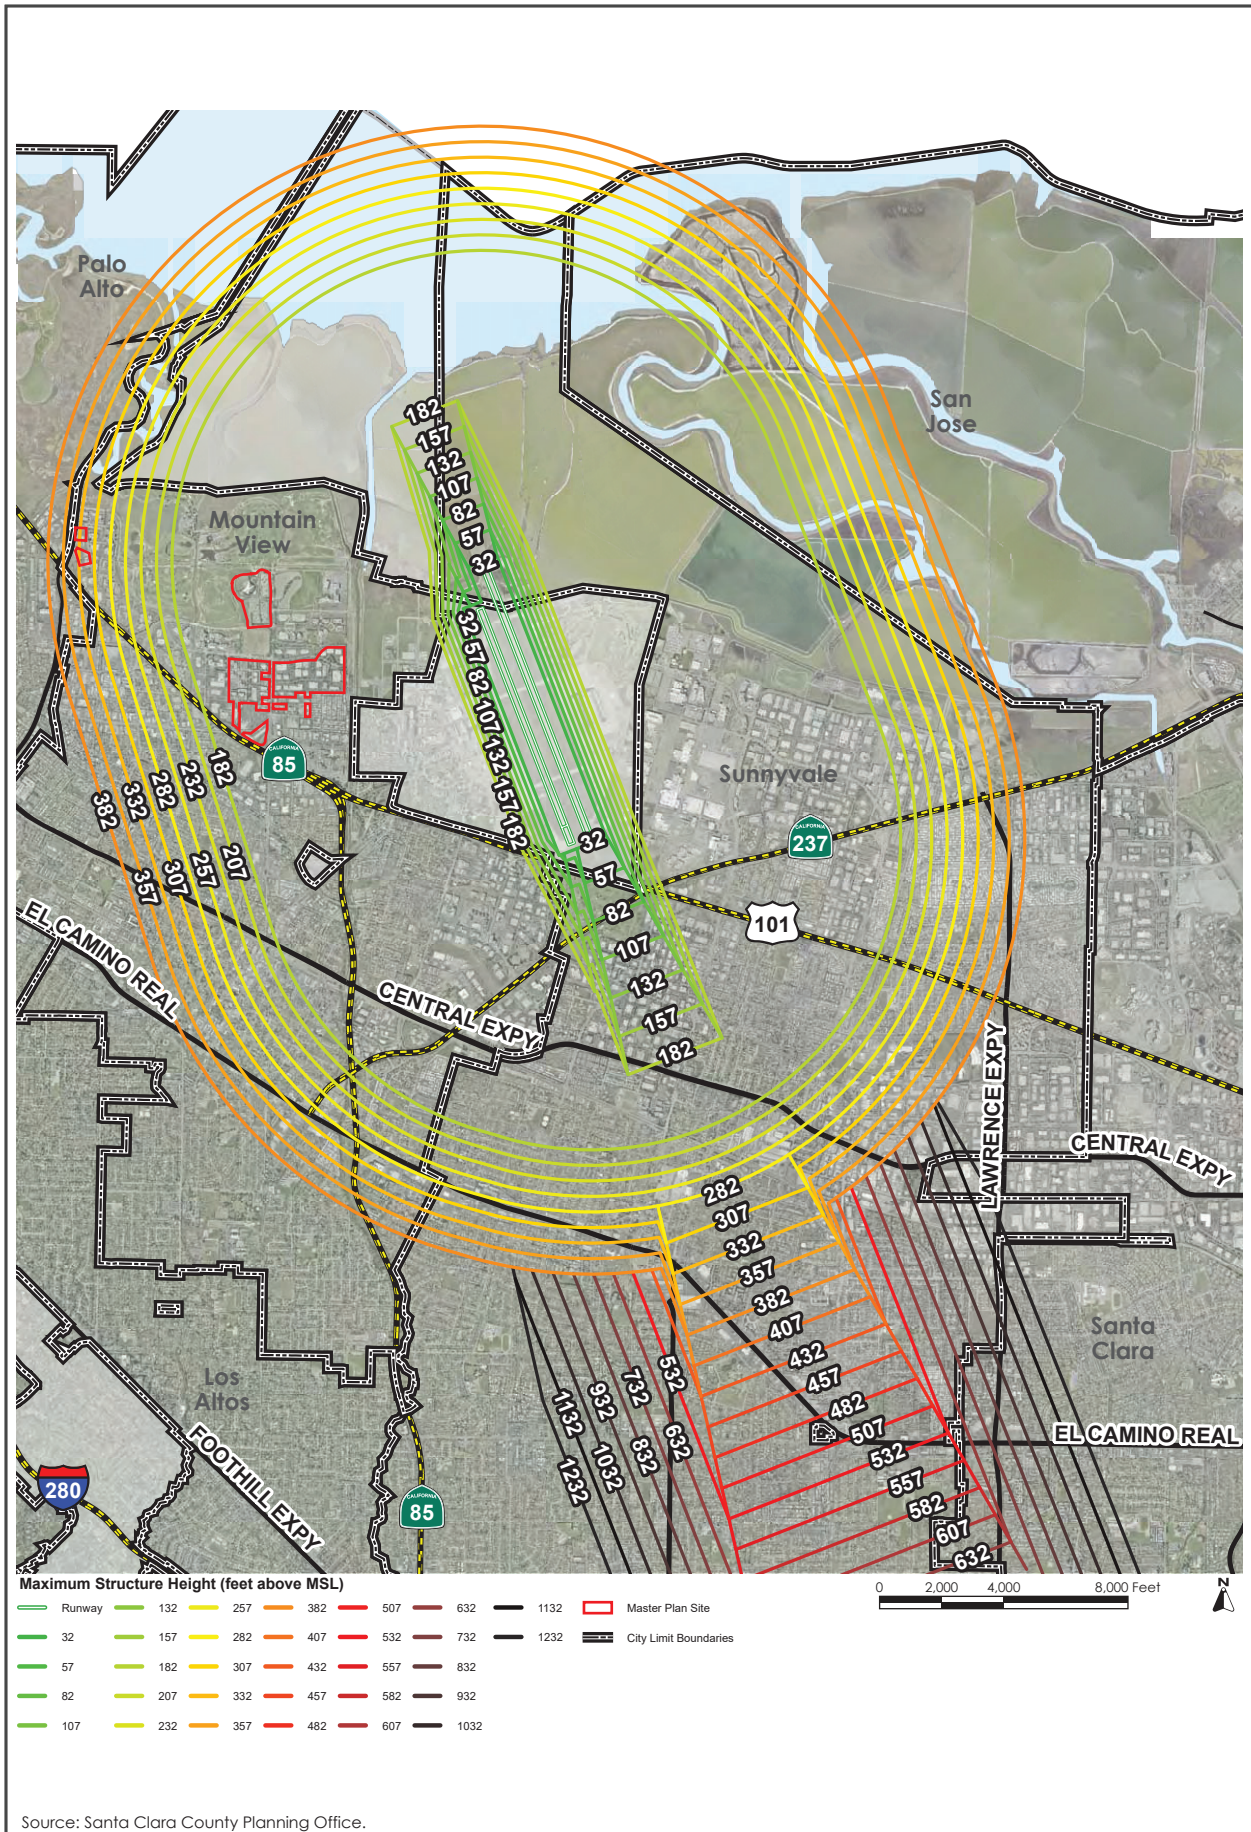 Palo
Alto
San
Jose
Mountain
View
182
157
132
107
82
57
32
32
57
82
107
132
157
182
Sunnyvale
CALIFORNIA
85
CALIFORNIA
237
101
32
57
82
107
132
157
182
182
232
282
332
382
207
257
307
357
EL CAMINO REAL
CENTRAL EXPY
LAWRENCE EXPY
CENTRAL EXPY
282
307
332
357
382
407
432
457
482
507
532
557
582
607
632
532
632
732
832
932
1032
1132
1232
Santa
Clara
Los
Altos
EL CAMINO REAL
FOOTHILL EXPY
280
CALIFORNIA
85
Maximum Structure Height (feet above MSL)
Runway 132 257 382 507 632 1132 Master Plan Site
32 157 282 407 532 732 1232 City Limit Boundaries
57 182 307 432 557 832
82 207 332 457 582 932
107 232 357 482 607 1032
0 2,000 4,000 8,000 Feet
N
Source: Santa Clara County Planning Office.